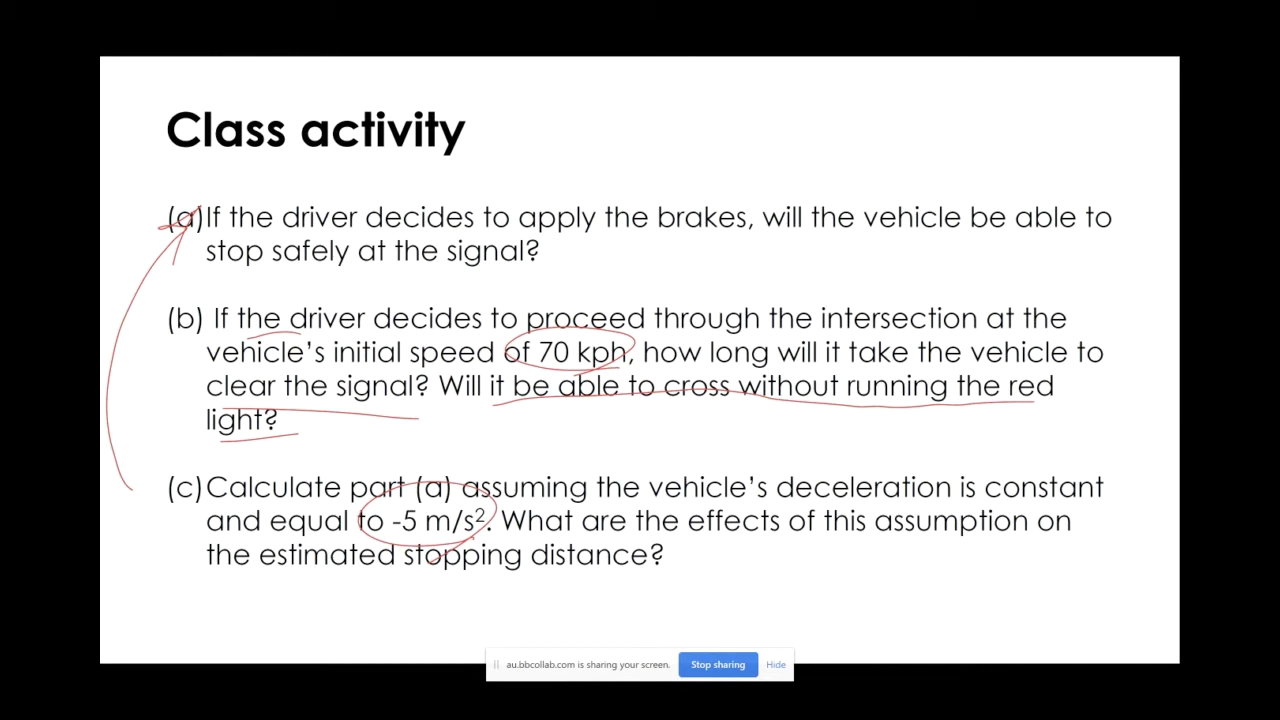 Class activity
(a) If the driver decides to apply the brakes, will the vehicle be able to
stop safely at the signal?
(b) If the driver decides to proceed through the intersection at the
vehicle's initial speed of 70 kph, how long will it take the vehicle to
clear the signal? Will it be able to cross without running the red
light?
(c) Calculate part (a) assuming the vehicle's deceleration is constant
and equal to -5 m/s². What are the effects of this assumption on
the estimated stopping distance?
au.bbcollab.com is sharing your screen. Stop sharing Hide